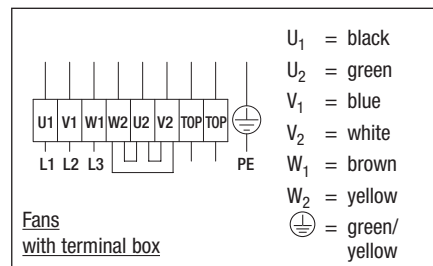 U1 V1 W1 W2 U2 V2 TOP TOP
L1 L2 L3 PE
Fans
with terminal box
U₁ = black
U₂ = green
V₁ = blue
V₂ = white
W₁ = brown
W₂ = yellow
⏚ = green/
yellow